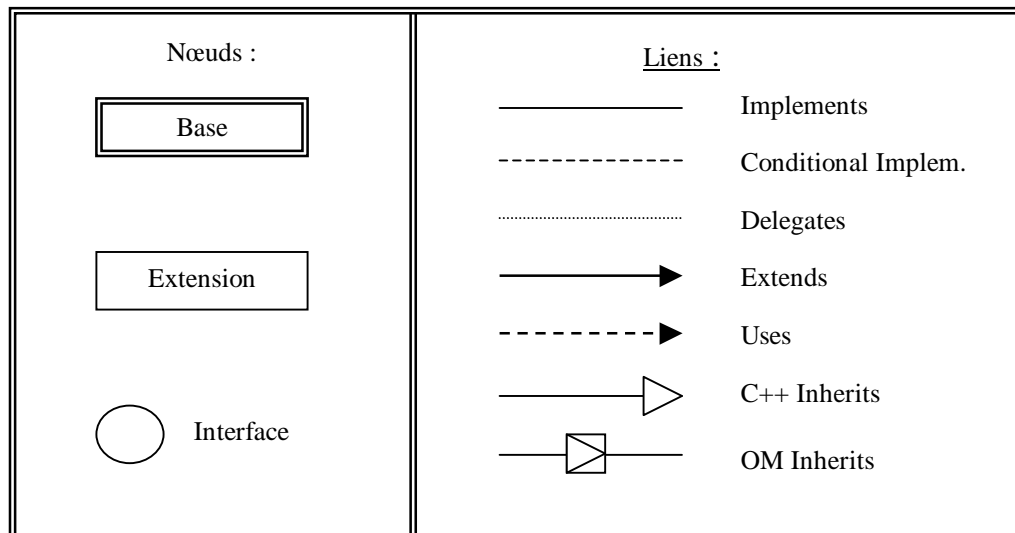 Nœuds :
Base
Extension
Interface
Liens :
Implements
Conditional Implem.
Delegates
Extends
Uses
C++ Inherits
OM Inherits